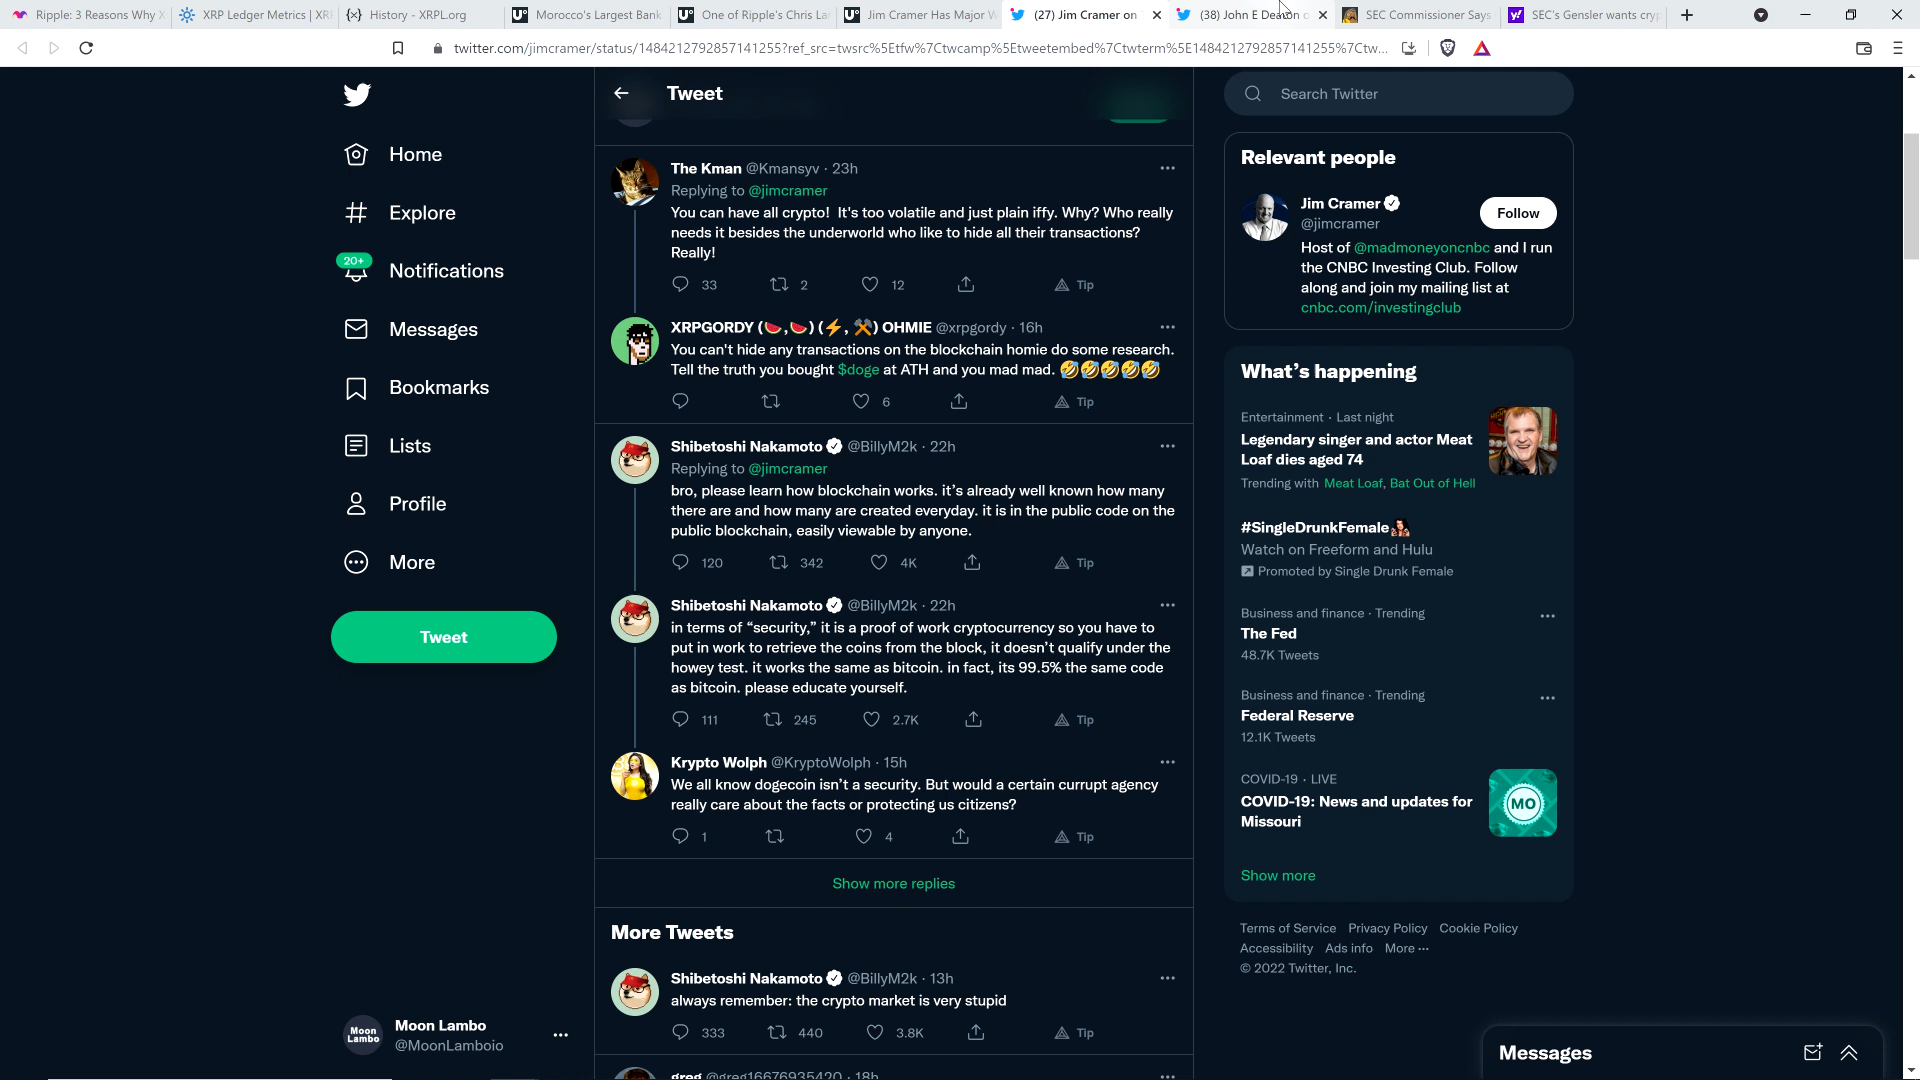 Ripple: 3 Reasons Why X
XRP Ledger Metrics | XR
History - XRPL.org
Morocco's Largest Bank
One of Ripple's Chris La
Jim Cramer Has Major W
(27) Jim Cramer on
(38) John E Deaton o
SEC Commissioner Says
SEC's Gensler wants cryp
twitter.com/jimcramer/status/1484212792857141255?ref_src=twsrc%5Etfw%7Ctwcamp%5Etweetembed%7Ctwterm%5E1484212792857141255%7Ctw...
Home
Explore
20+
Notifications
Messages
Bookmarks
Lists
Profile
More
Tweet
Moon Lambo
Moon Lambo
@MoonLamboio
Tweet
The Kman @Kmansyv · 23h
Replying to @jimcramer
You can have all crypto! It's too volatile and just plain iffy. Why? Who really
needs it besides the underworld who like to hide all their transactions?
Really!
33 2 12 Tip
XRPGORDY (🍉,🍉) (⚡, ⚒️) OHMIE @xrpgordy · 16h
You can't hide any transactions on the blockchain homie do some research.
Tell the truth you bought $doge at ATH and you mad mad. 🤣🤣🤣🤣🤣
6 Tip
Shibetoshi Nakamoto @BillyM2k · 22h
Replying to @jimcramer
bro, please learn how blockchain works. it's already well known how many
there are and how many are created everyday. it is in the public code on the
public blockchain, easily viewable by anyone.
120 342 4K Tip
Shibetoshi Nakamoto @BillyM2k · 22h
in terms of “security,” it is a proof of work cryptocurrency so you have to
put in work to retrieve the coins from the block, it doesn't qualify under the
howey test. it works the same as bitcoin. in fact, its 99.5% the same code
as bitcoin. please educate yourself.
111 245 2.7K Tip
Krypto Wolph @KryptoWolph · 15h
We all know dogecoin isn't a security. But would a certain currupt agency
really care about the facts or protecting us citizens?
1 4 Tip
Show more replies
More Tweets
Shibetoshi Nakamoto @BillyM2k · 13h
always remember: the crypto market is very stupid
333 440 3.8K Tip
greg @greg16676935420 · 18h
Search Twitter
Relevant people
Jim Cramer
@jimcramer
Follow
Host of @madmoneyoncnbc and I run
the CNBC Investing Club. Follow
along and join my mailing list at
cnbc.com/investingclub
What's happening
Entertainment · Last night
Legendary singer and actor Meat
Loaf dies aged 74
Trending with Meat Loaf, Bat Out of Hell
#SingleDrunkFemale
Watch on Freeform and Hulu
Promoted by Single Drunk Female
Business and finance · Trending
The Fed
48.7K Tweets
Business and finance · Trending
Federal Reserve
12.1K Tweets
COVID-19 · LIVE
COVID-19: News and updates for
Missouri
MO
Show more
Terms of Service Privacy Policy Cookie Policy
Accessibility Ads info More ···
© 2022 Twitter, Inc.
Messages